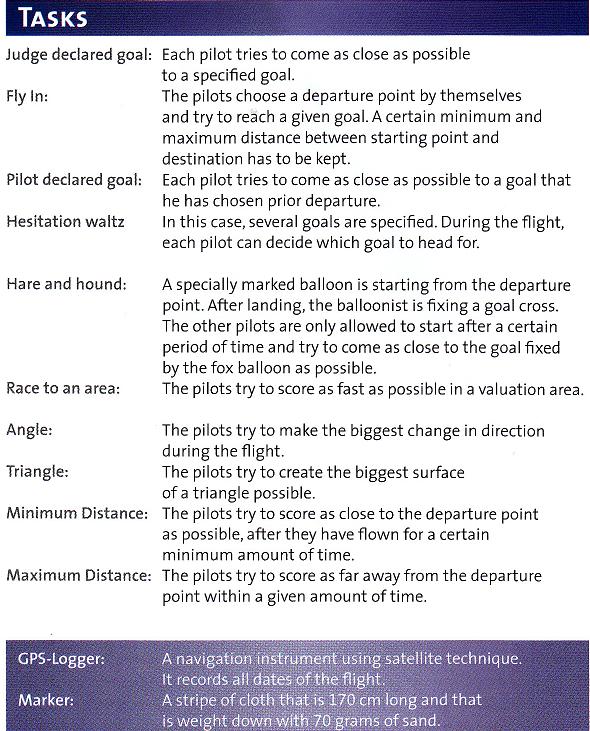 TASKS
Judge declared goal: Each pilot tries to come as close as possible
to a specified goal.
Fly In: The pilots choose a departure point by themselves
and try to reach a given goal. A certain minimum and
maximum distance between starting point and
destination has to be kept.
Pilot declared goal: Each pilot tries to come as close as possible to a goal that
he has chosen prior departure.
Hesitation waltz In this case, several goals are specified. During the flight,
each pilot can decide which goal to head for.
Hare and hound: A specially marked balloon is starting from the departure
point. After landing, the balloonist is fixing a goal cross.
The other pilots are only allowed to start after a certain
period of time and try to come as close to the goal fixed
by the fox balloon as possible.
Race to an area: The pilots try to score as fast as possible in a valuation area.
Angle: The pilots try to make the biggest change in direction
during the flight.
Triangle: The pilots try to create the biggest surface
of a triangle possible.
Minimum Distance: The pilots try to score as close to the departure point
as possible, after they have flown for a certain
minimum amount of time.
Maximum Distance: The pilots try to score as far away from the departure
point within a given amount of time.
GPS-Logger: A navigation instrument using satellite technique.
It records all dates of the flight.
Marker: A stripe of cloth that is 170 cm long and that
is weight down with 70 grams of sand.